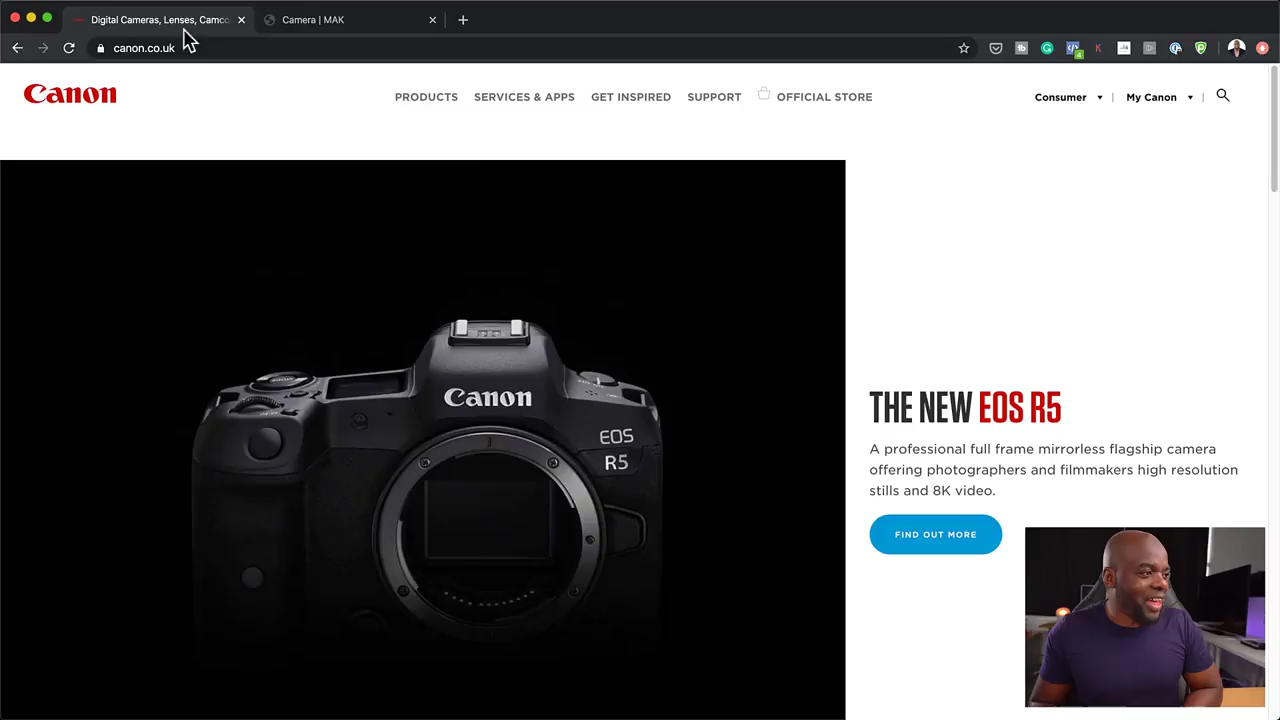 Digital Cameras, Lenses, Camco
Camera | MAK
canon.co.uk
Canon
PRODUCTS
SERVICES & APPS
GET INSPIRED
SUPPORT
OFFICIAL STORE
Consumer
My Canon
Canon
EOS
R5
THE NEW EOS R5
A professional full frame mirrorless flagship camera
offering photographers and filmmakers high resolution
stills and 8K video.
FIND OUT MORE